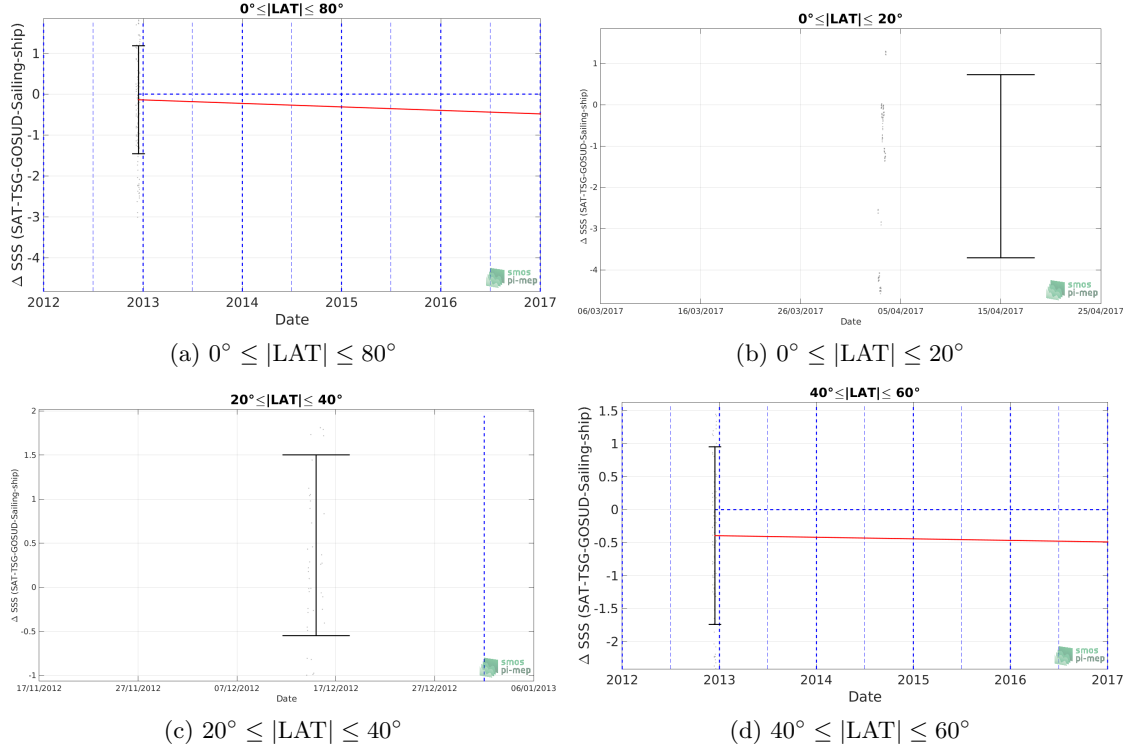 0°≤|LAT|≤ 80°
Δ SSS (SAT-TSG-GOSUD-Sailing-ship)
1
0
-1
-2
-3
-4
2012 2013 2014 2015 2016 2017
Date
smos
pi-mep
(a) 0° ≤ |LAT| ≤ 80°
0°≤|LAT|≤ 20°
Δ SSS (SAT-TSG-GOSUD-Sailing-ship)
1
0
-1
-2
-3
-4
06/03/2017 16/03/2017 26/03/2017 05/04/2017 15/04/2017 25/04/2017
Date
smos
pi-mep
(b) 0° ≤ |LAT| ≤ 20°
20°≤|LAT|≤ 40°
Δ SSS (SAT-TSG-GOSUD-Sailing-ship)
2
1.5
1
0.5
0
-0.5
-1
17/11/2012 27/11/2012 07/12/2012 17/12/2012 27/12/2012 06/01/2013
Date
smos
pi-mep
(c) 20° ≤ |LAT| ≤ 40°
40°≤|LAT|≤ 60°
Δ SSS (SAT-TSG-GOSUD-Sailing-ship)
1.5
1
0.5
0
-0.5
-1
-1.5
-2
2012 2013 2014 2015 2016 2017
Date
smos
pi-mep
(d) 40° ≤ |LAT| ≤ 60°